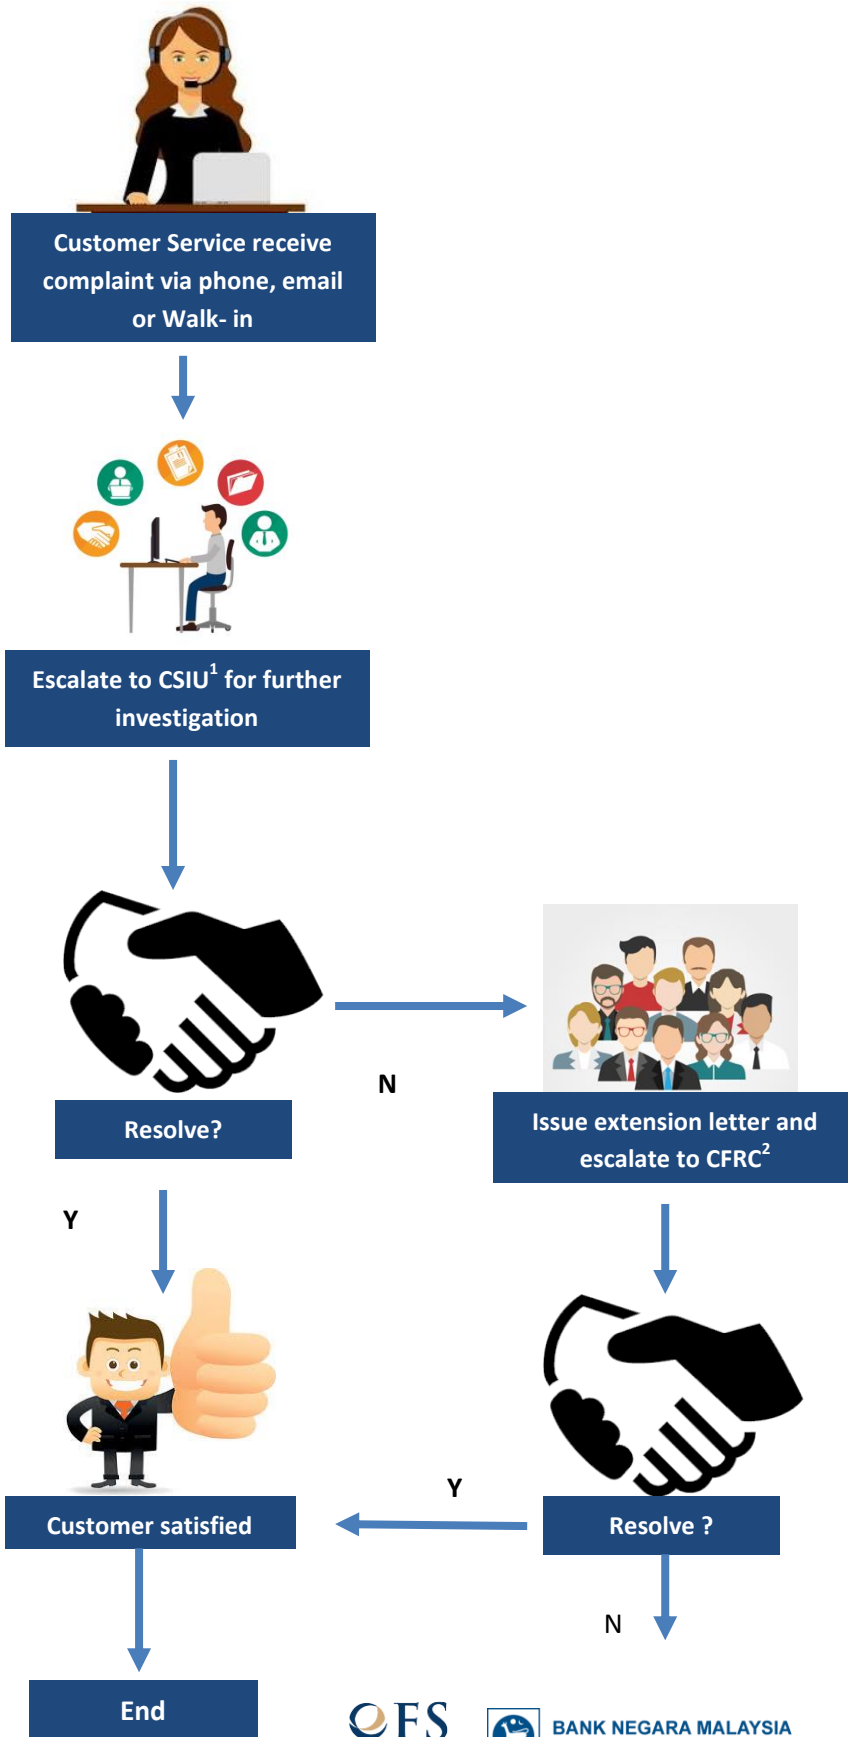 Customer Service receive
complaint via phone, email
or Walk- in
Escalate to CSIU¹ for further
investigation
N
Resolve?
Issue extension letter and
escalate to CFRC²
Y
Y
Customer satisfied
Resolve ?
N
End
OFS
BANK NEGARA MALAYSIA